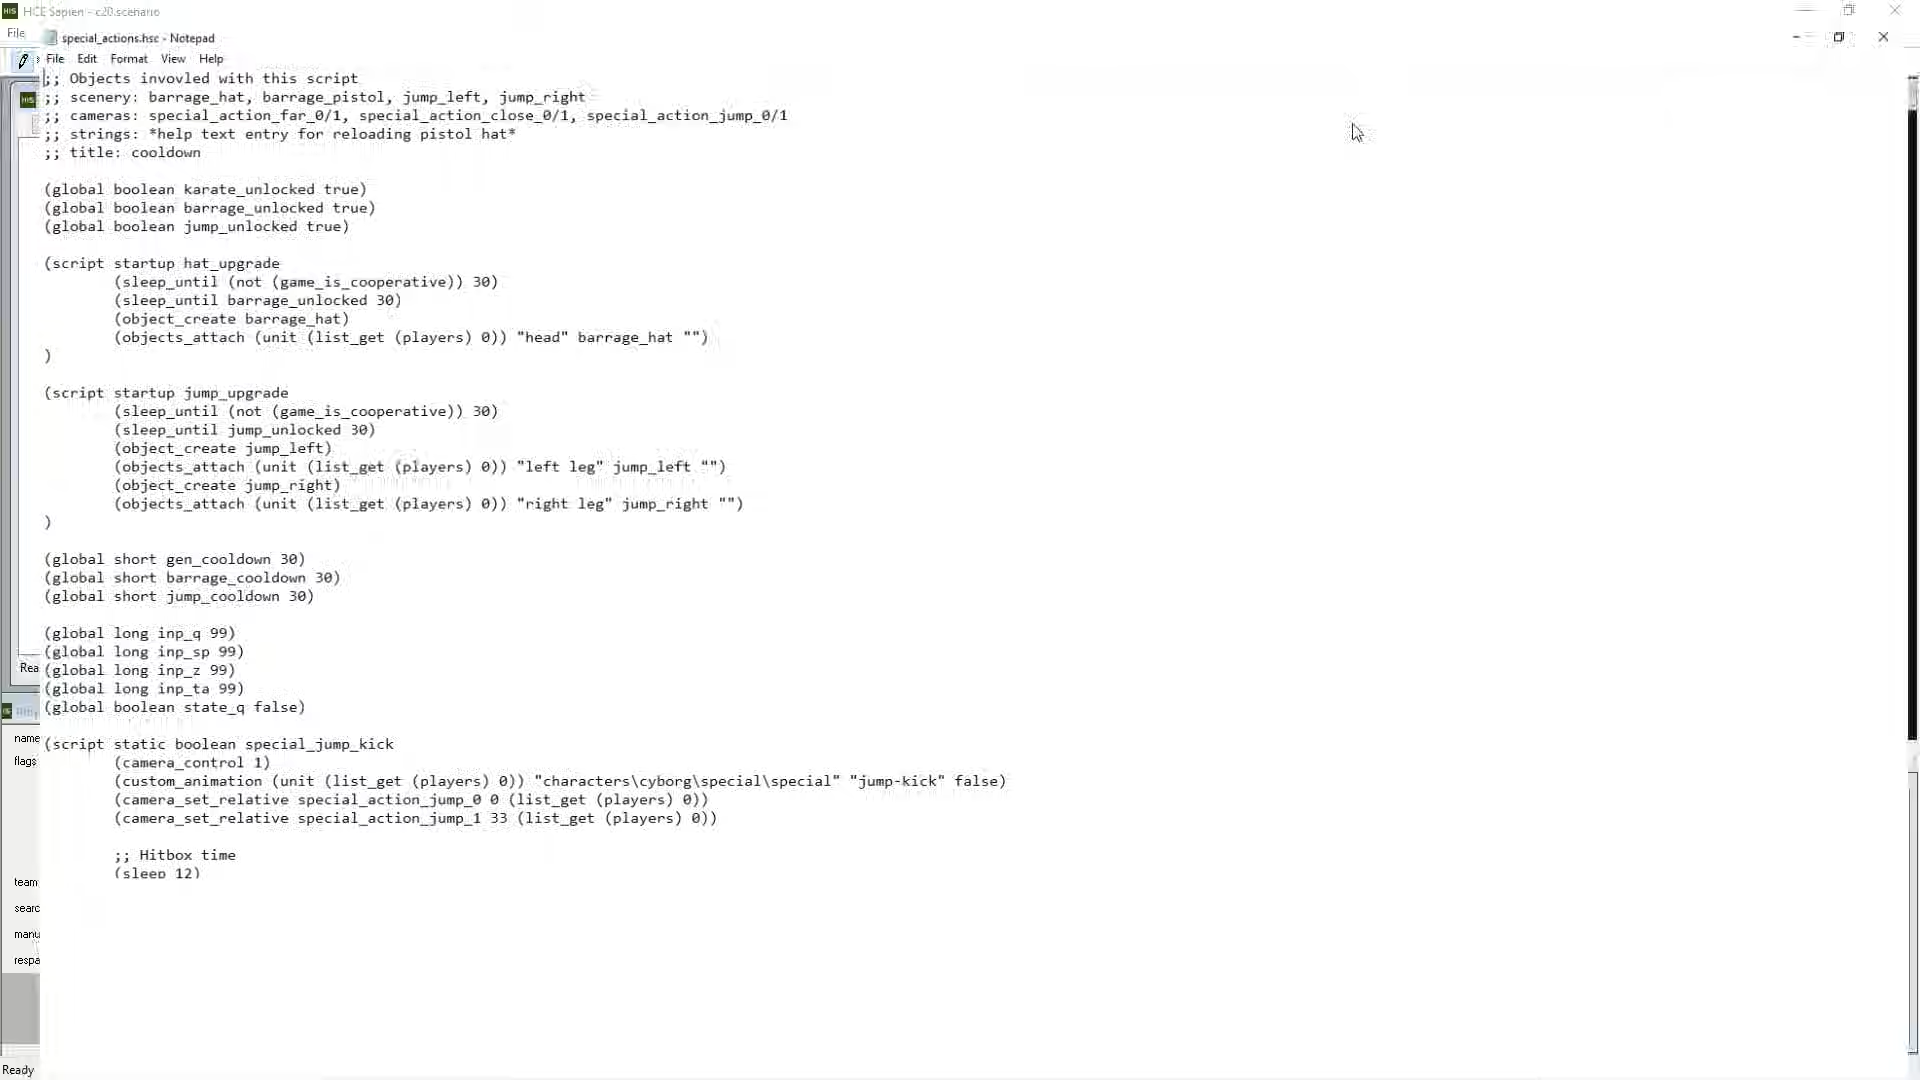 HCE Sapien - c20.scenario
File
special_actions.hsc - Notepad
File Edit Format View Help
;; Objects invovled with this script
;; scenery: barrage_hat, barrage_pistol, jump_left, jump_right
;; cameras: special_action_far_0/1, special_action_close_0/1, special_action_jump_0/1
;; strings: *help text entry for reloading pistol hat*
;; title: cooldown
(global boolean karate_unlocked true)
(global boolean barrage_unlocked true)
(global boolean jump_unlocked true)
(script startup hat_upgrade
(sleep_until (not (game_is_cooperative)) 30)
(sleep_until barrage_unlocked 30)
(object_create barrage_hat)
(objects_attach (unit (list_get (players) 0)) "head" barrage_hat "")
)
(script startup jump_upgrade
(sleep_until (not (game_is_cooperative)) 30)
(sleep_until jump_unlocked 30)
(object_create jump_left)
(objects_attach (unit (list_get (players) 0)) "left leg" jump_left "")
(object_create jump_right)
(objects_attach (unit (list_get (players) 0)) "right leg" jump_right "")
)
(global short gen_cooldown 30)
(global short barrage_cooldown 30)
(global short jump_cooldown 30)
(global long inp_q 99)
(global long inp_sp 99)
(global long inp_z 99)
(global long inp_ta 99)
(global boolean state_q false)
(script static boolean special_jump_kick
(camera_control 1)
(custom_animation (unit (list_get (players) 0)) "characters\cyborg\special\special" "jump-kick" false)
(camera_set_relative special_action_jump_0 0 (list_get (players) 0))
(camera_set_relative special_action_jump_1 33 (list_get (players) 0))
;; Hitbox time
(sleep 12)
Rea
name
flags
team
searc
manu
respa
Ready